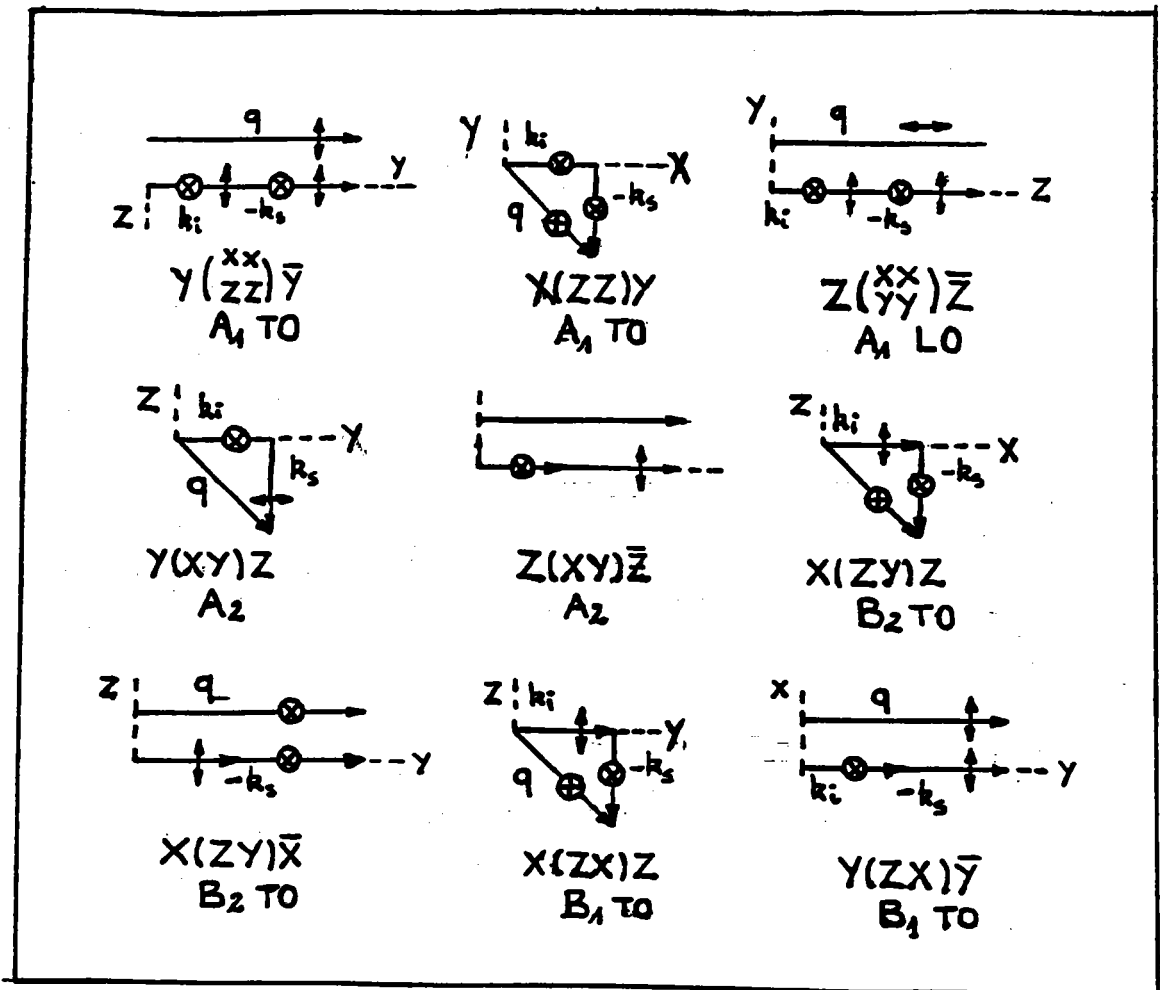 q
y
Z
ki
-ks
Y(xx ZZ)Ȳ
A1 TO
Y
ki
X
-ks
q
X(ZZ)Y
A1 TO
Y
q
Z
ki
-ks
Z(xx yy)Z̄
A1 LO
Z
ki
Y
ks
q
Y(XY)Z
A2
Z(XY)Z̄
A2
Z
ki
X
-ks
X(ZY)Z
B2 TO
Z
q
-ks
Y
X(ZY)X̄
B2 TO
Z
ki
Y
-ks
q
X(ZX)Z
B1 TO
x
q
ki
-ks
Y
Y(ZX)Ȳ
B1 TO